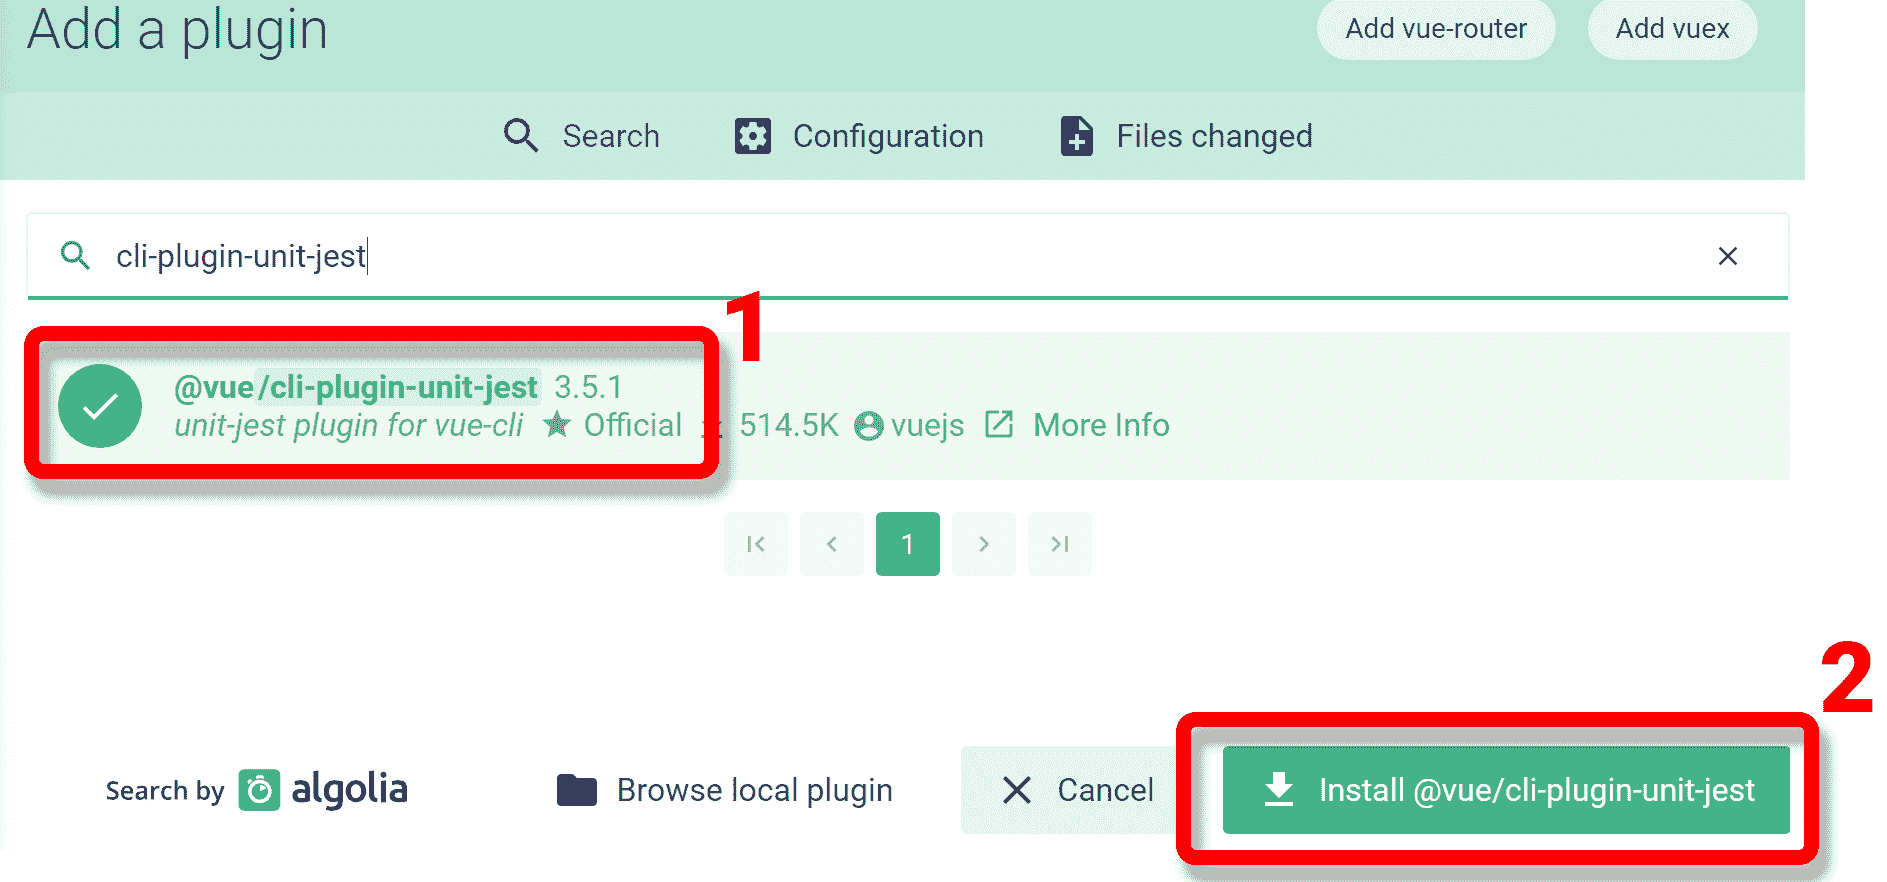 Add a plugin
Add vue-router
Add vuex
Search
Configuration
Files changed
cli-plugin-unit-jest
1
@vue/cli-plugin-unit-jest 3.5.1
unit-jest plugin for vue-cli Official 514.5K vuejs More Info
1
2
Search by algolia
Browse local plugin
Cancel
Install @vue/cli-plugin-unit-jest